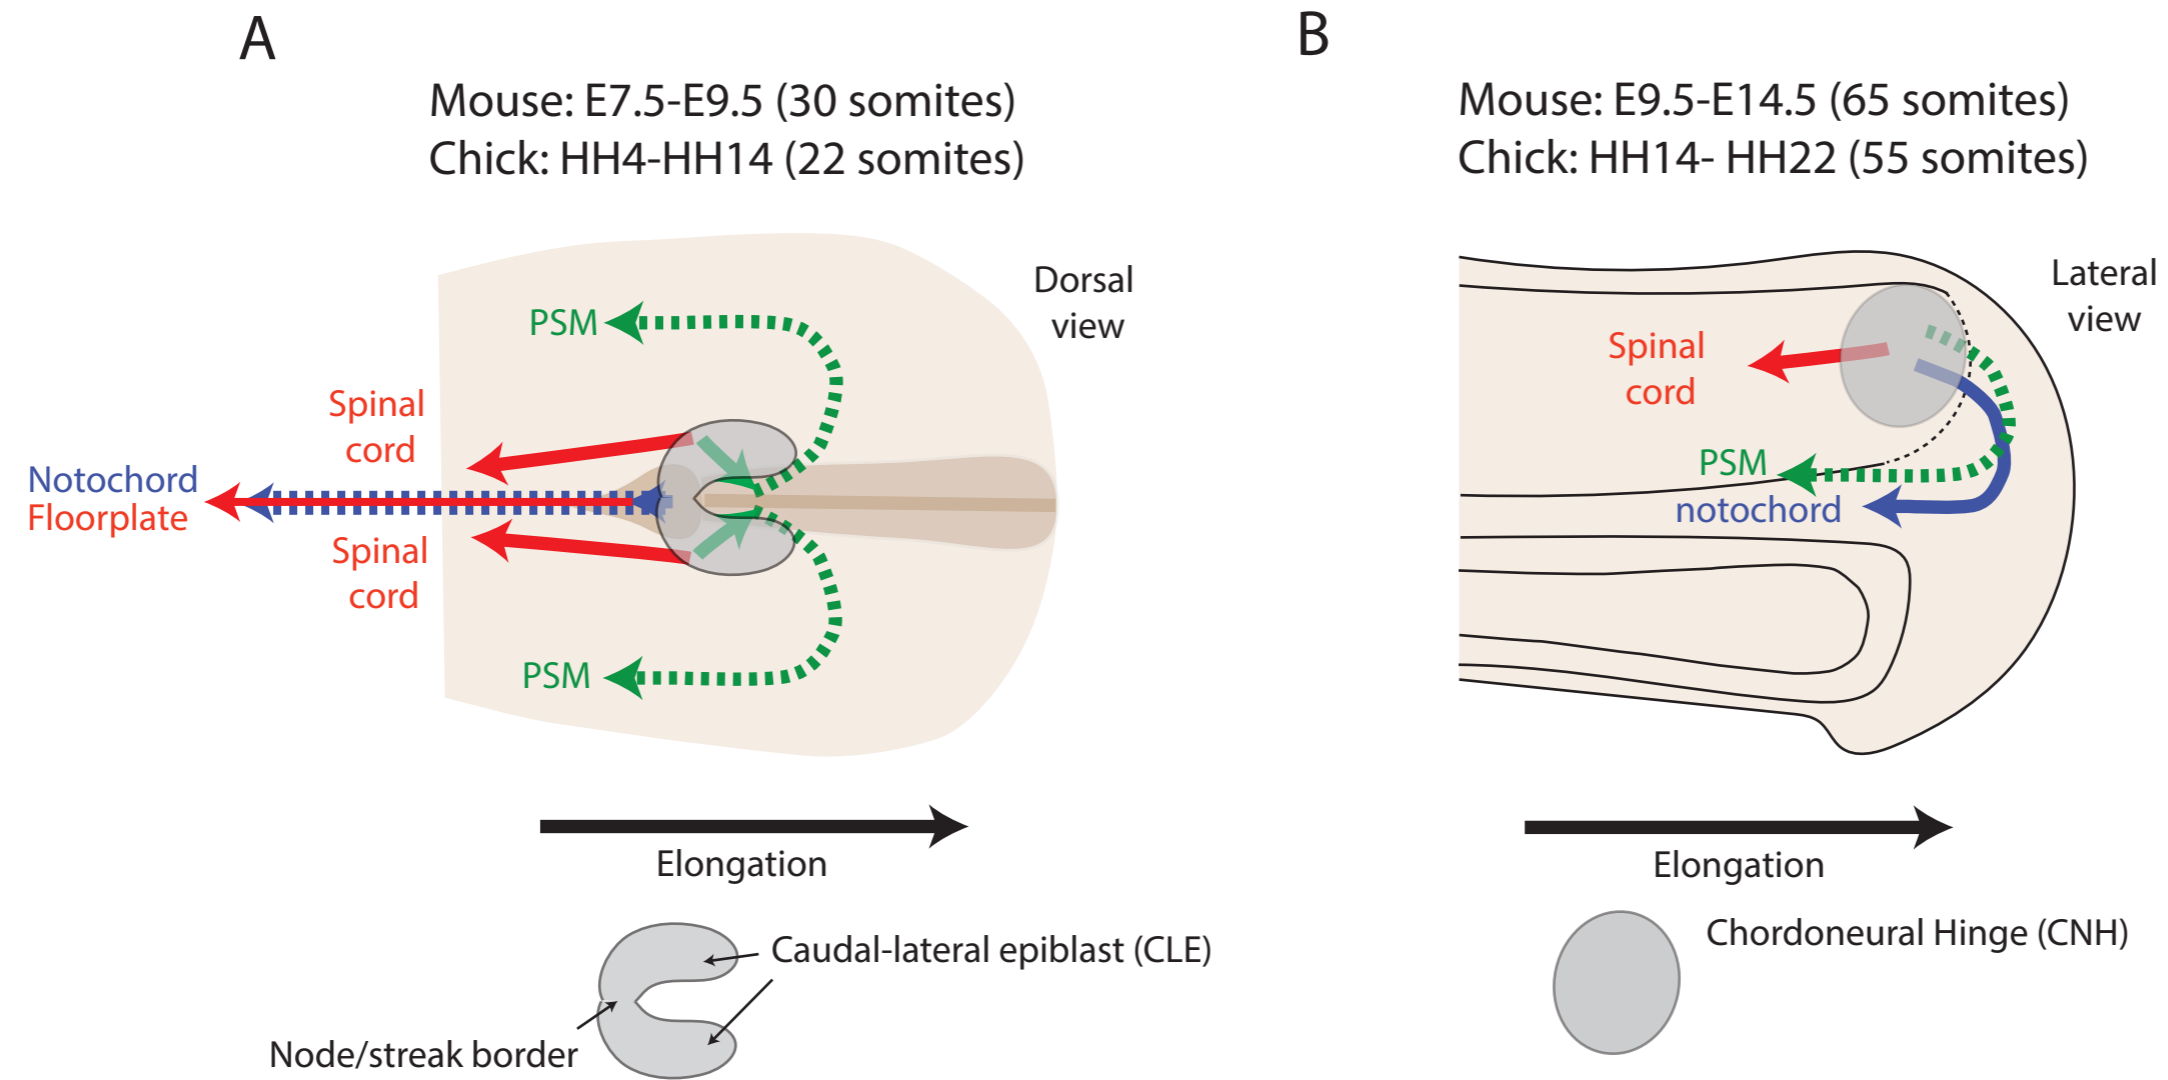 A
Mouse: E7.5-E9.5 (30 somites)
Chick: HH4-HH14 (22 somites)
Dorsal
view
PSM
Spinal
cord
Notochord
Floorplate
Spinal
cord
PSM
Elongation
Caudal-lateral epiblast (CLE)
Node/streak border
B
Mouse: E9.5-E14.5 (65 somites)
Chick: HH14- HH22 (55 somites)
Lateral
view
Spinal
cord
PSM
notochord
Elongation
Chordoneural Hinge (CNH)